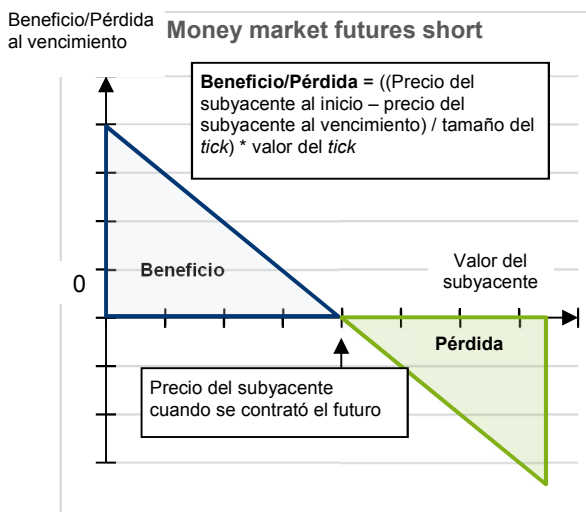 Beneficio/Pérdida
al vencimiento
Money market futures short
Beneficio/Pérdida = ((Precio del
subyacente al inicio – precio del
subyacente al vencimiento) / tamaño del
tick) * valor del tick
Beneficio
0
Valor del
subyacente
Pérdida
Precio del subyacente
cuando se contrató el futuro